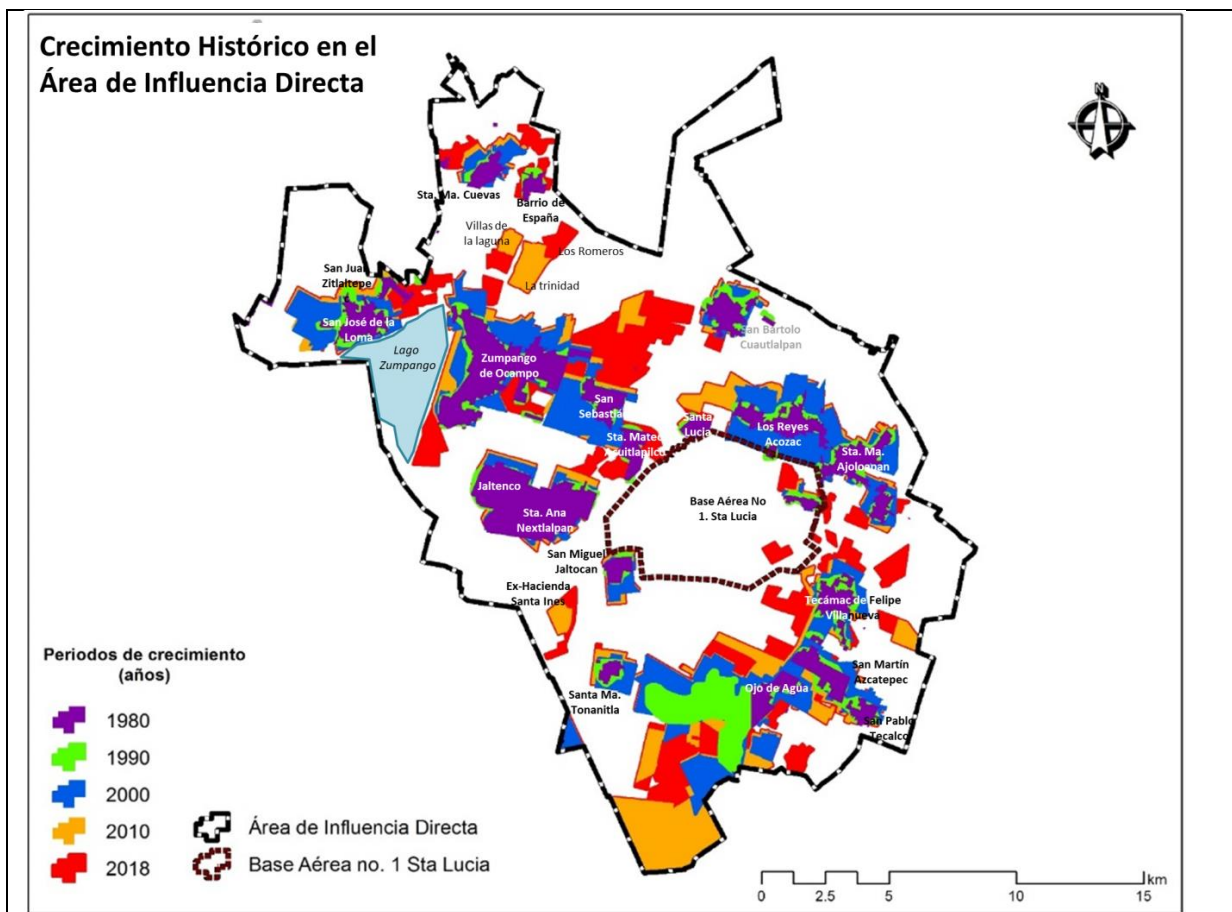 Crecimiento Histórico en el
Área de Influencia Directa
N
Sta. Ma. Cuevas
Barrio de
España
Villas de
la laguna
Los Romeros
La trinidad
San Juan
Zitlaltepe
San José de la
Loma
Lago
Zumpango
Zumpango
de Ocampo
San Bártolo
Cuautlalpan
San
Sebastiá
Santa
Lucia
Los Reyes
Acozac
Sta. Mateo
Acuitlapilco
Sta. Ma.
Ajoloapan
Jaltenco
Sta. Ana
Nextlalpan
Base Aérea No
1. Sta Lucia
San Miguel
Jaltocan
Ex-Hacienda
Santa Ines
Tecámac de Felipe
Villanueva
San Martín
Azcatepec
Santa Ma.
Tonanitla
Ojo de Agua
San Pablo
Tecalco
Periodos de crecimiento
(años)
1980
1990
2000
2010
2018
Área de Influencia Directa
Base Aérea no. 1 Sta Lucia
km
0 2.5 5 10 15